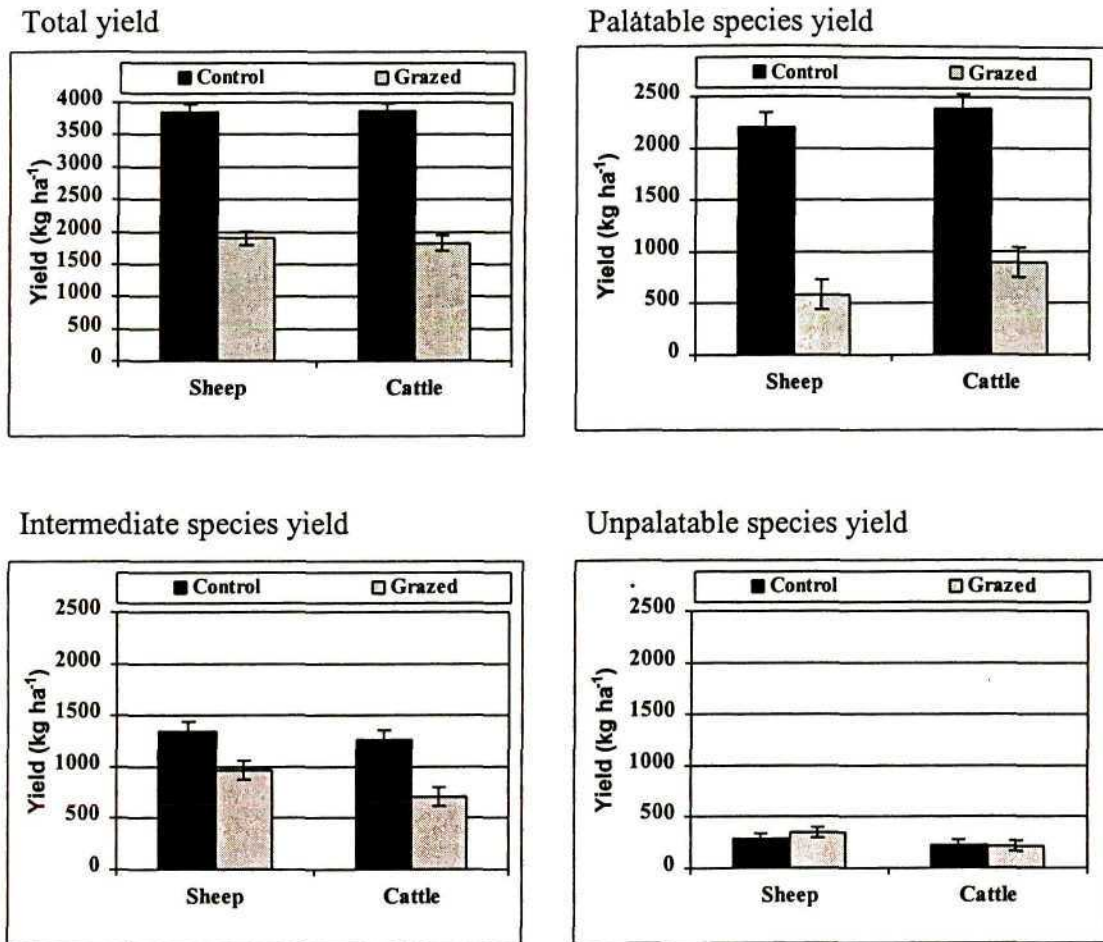 Total yield
Control Grazed
4000
3500
3000
2500
2000
1500
1000
500
0
Yield (kg ha⁻¹)
Sheep Cattle
Palatable species yield
Control Grazed
2500
2000
1500
1000
500
0
Yield (kg ha⁻¹)
Sheep Cattle
Intermediate species yield
Control Grazed
2500
2000
1500
1000
500
0
Yield (kg ha⁻¹)
Sheep Cattle
Unpalatable species yield
Control Grazed
2500
2000
1500
1000
500
0
Yield (kg ha⁻¹)
Sheep Cattle